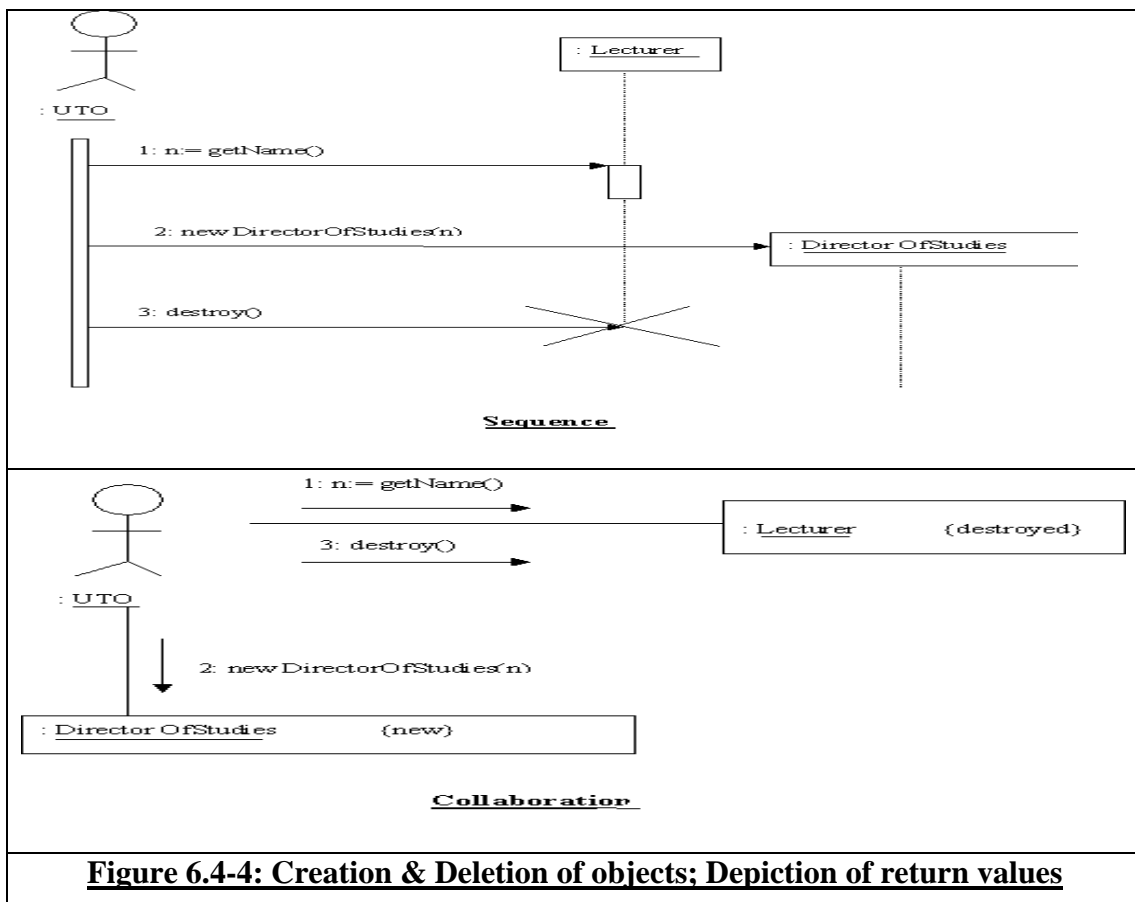 : Lecturer
: UTO
1: n:= getName()
2: new DirectorOfStudies(n)
: Director OfStudies
3: destroy()
Sequence
1: n:= getName()
: Lecturer {destroyed}
3: destroy()
: UTO
2: new DirectorOfStudies(n)
: Director OfStudies {new}
Collaboration
Figure 6.4-4: Creation & Deletion of objects; Depiction of return values